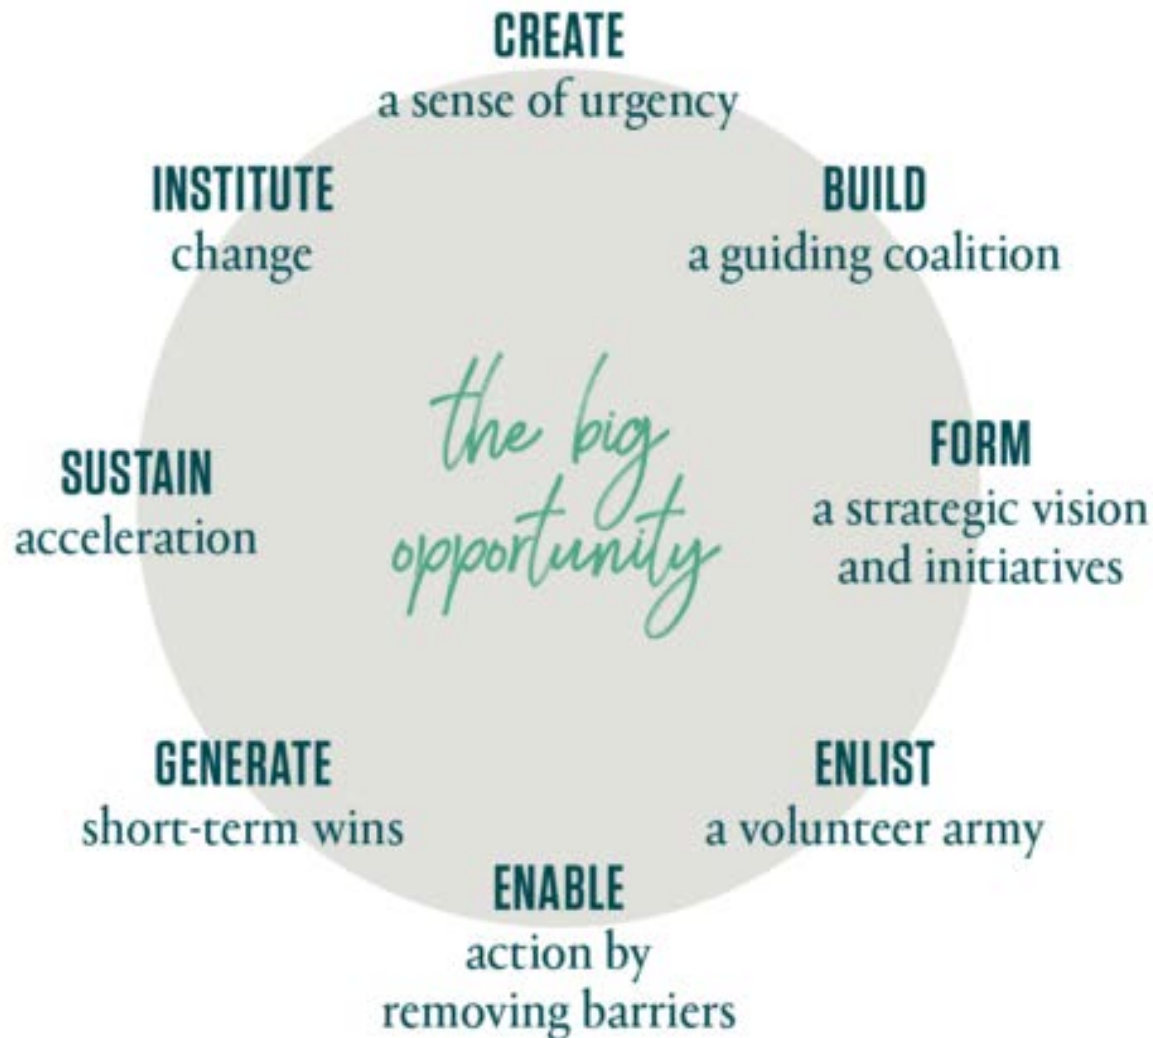 CREATE
a sense of urgency
BUILD
a guiding coalition
FORM
a strategic vision
and initiatives
ENLIST
a volunteer army
ENABLE
action by
removing barriers
GENERATE
short-term wins
SUSTAIN
acceleration
INSTITUTE
change
the big
opportunity